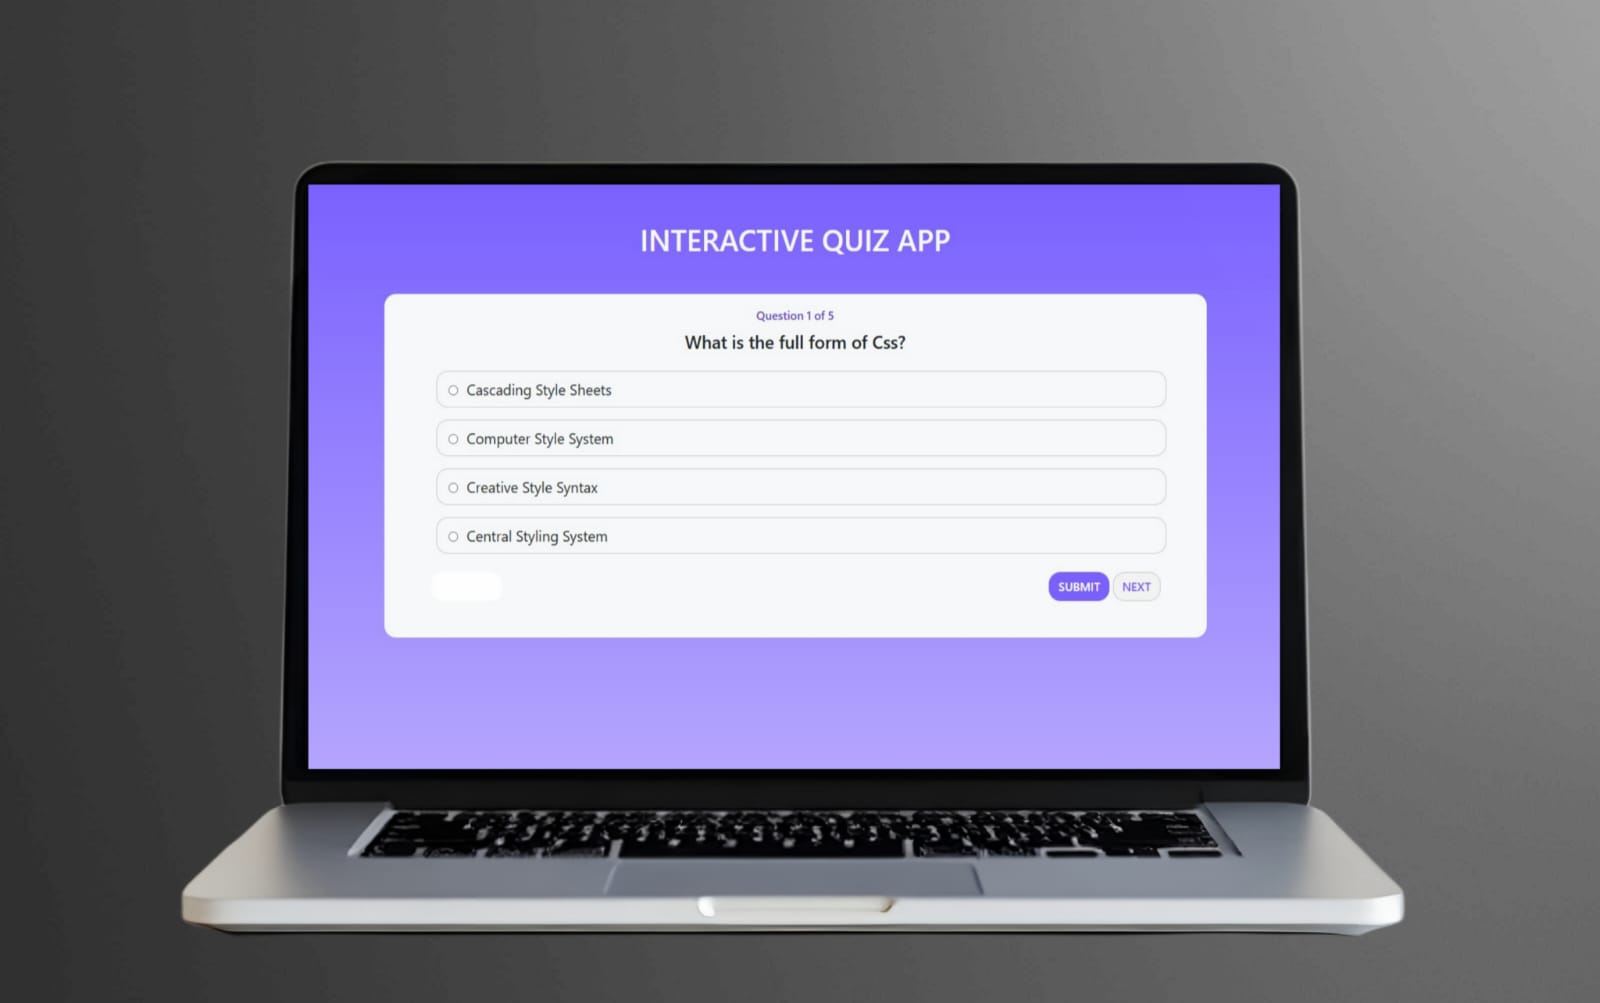 INTERACTIVE QUIZ APP
Question 1 of 5
What is the full form of Css?
Cascading Style Sheets
Computer Style System
Creative Style Syntax
Central Styling System
SUBMIT NEXT